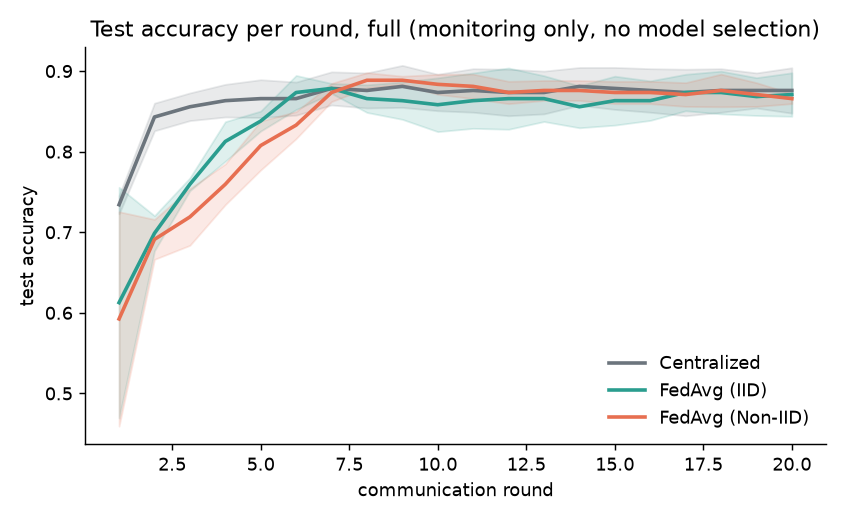 Test accuracy per round, full (monitoring only, no model selection)
0.9
0.8
0.7
0.6
0.5
test accuracy
Centralized
FedAvg (IID)
FedAvg (Non-IID)
2.5 5.0 7.5 10.0 12.5 15.0 17.5 20.0
communication round